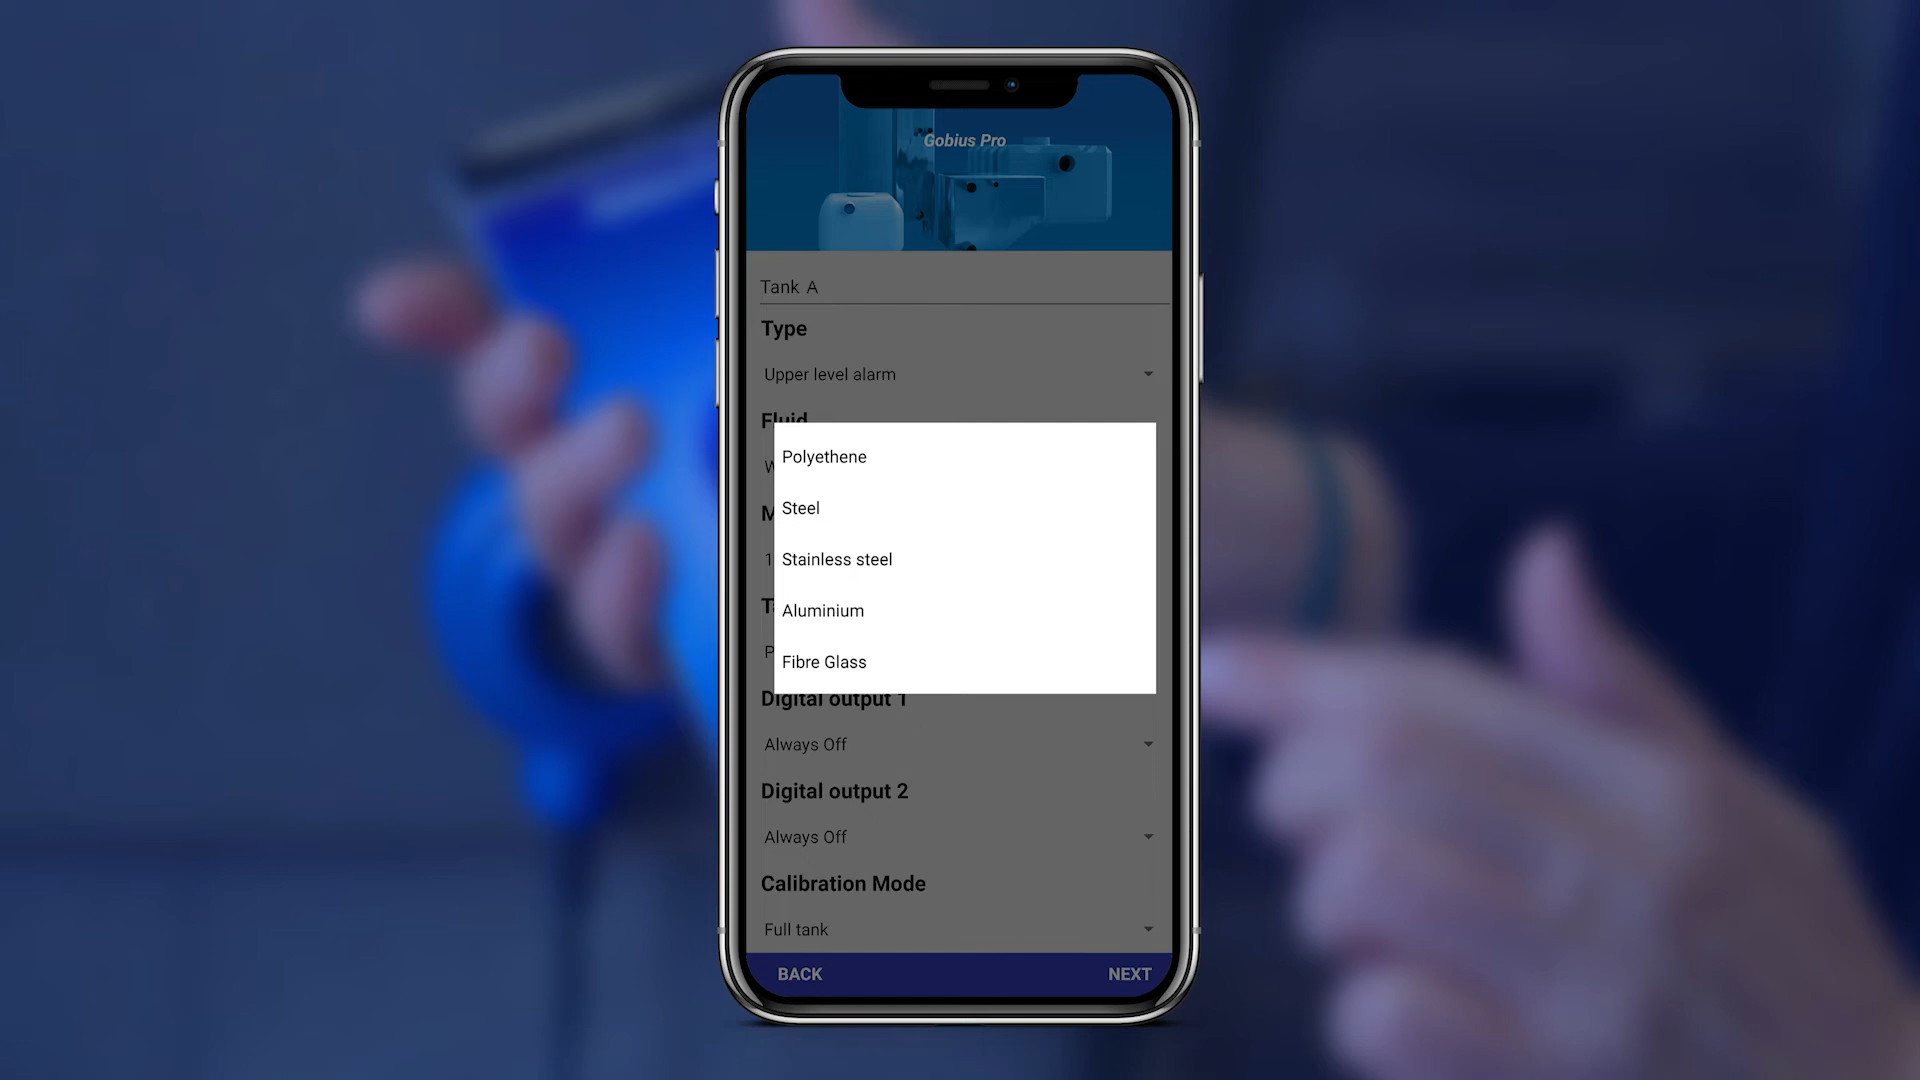 Gobius Pro
Tank A
Type
Upper level alarm
Fluid
Polyethene
Steel
Stainless steel
Aluminium
Fibre Glass
Digital output 1
Always Off
Digital output 2
Always Off
Calibration Mode
Full tank
BACK
NEXT